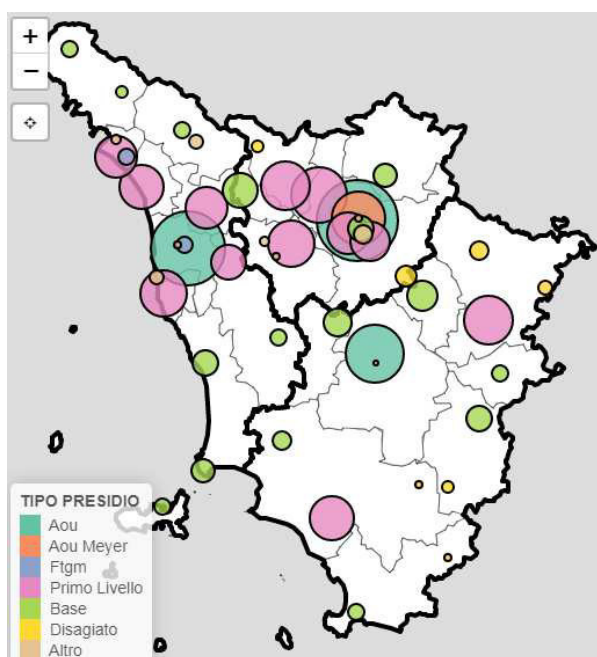 +
−
TIPO PRESIDIO
Aou
Aou Meyer
Ftgm
Primo Livello
Base
Disagiato
Altro